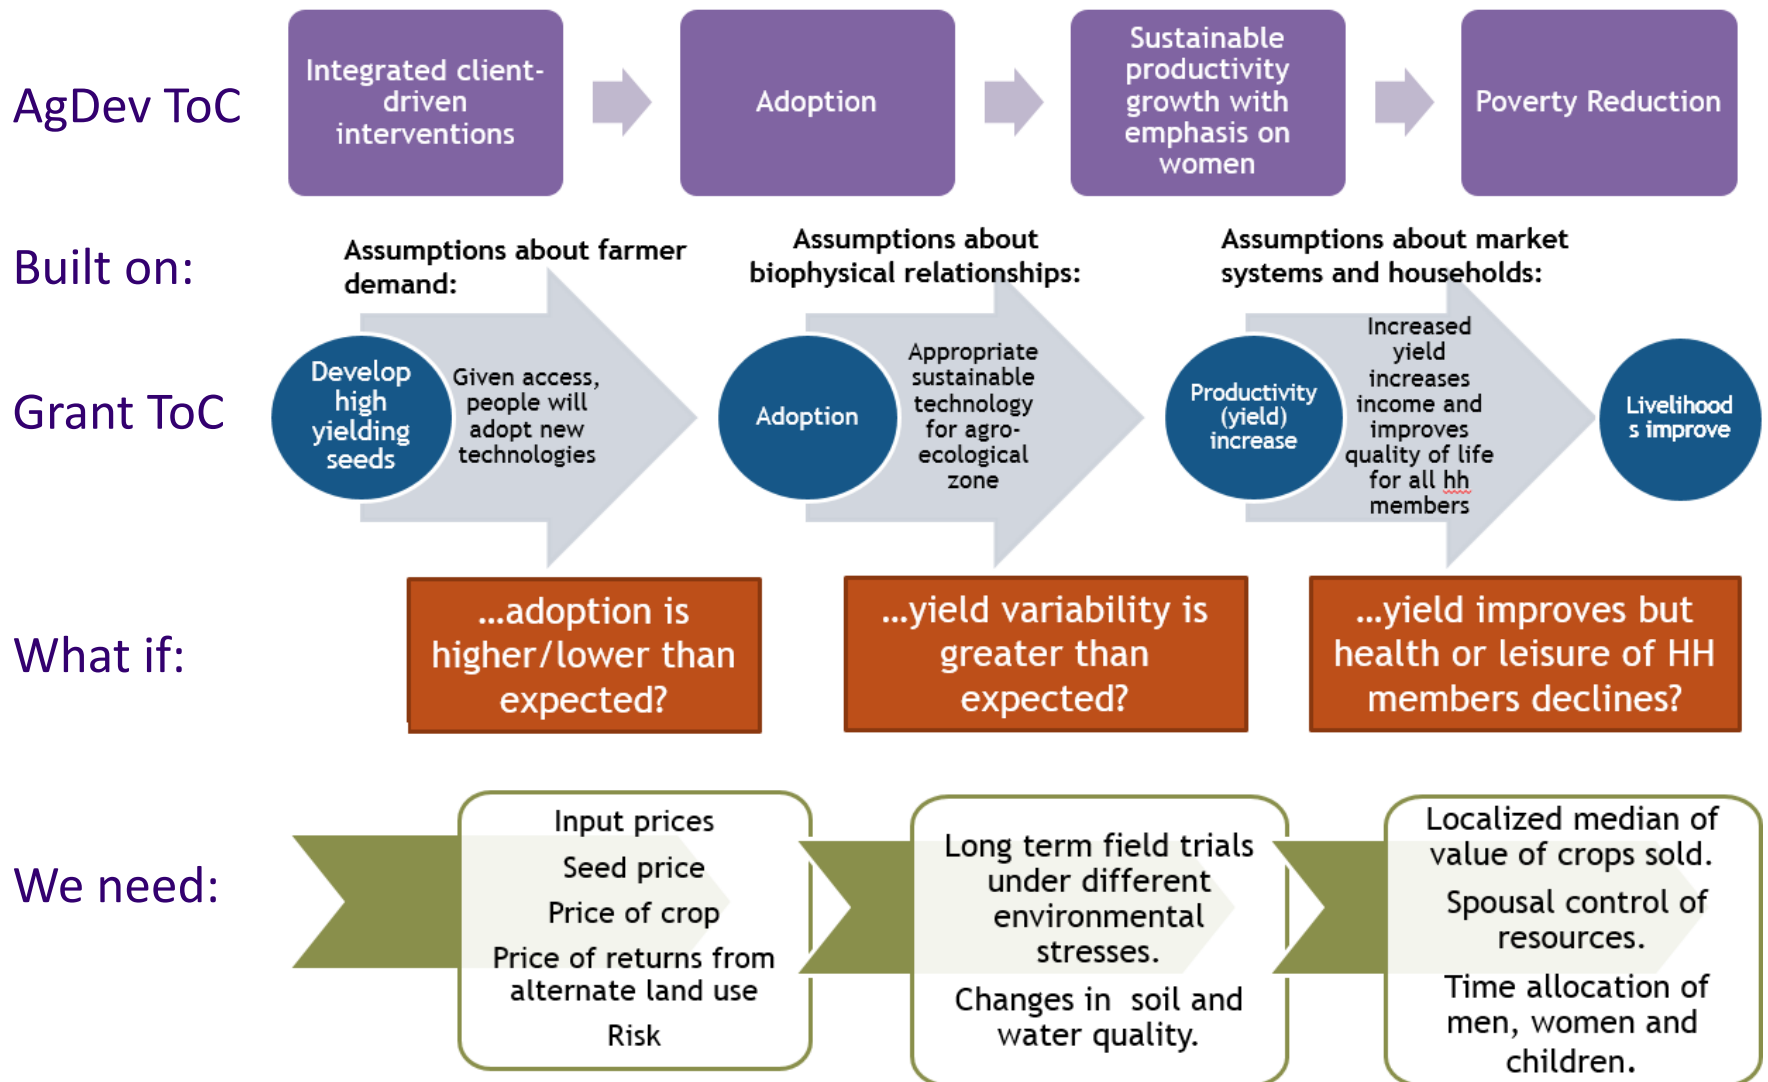 AgDev ToC
Integrated client-
driven
interventions
Adoption
Sustainable
productivity
growth with
emphasis on
women
Poverty Reduction
Built on:
Assumptions about farmer
demand:
Assumptions about
biophysical relationships:
Assumptions about market
systems and households:
Grant ToC
Develop
high
yielding
seeds
Given access,
people will
adopt new
technologies
Adoption
Appropriate
sustainable
technology
for agro-
ecological
zone
Productivity
(yield)
increase
Increased
yield
increases
income and
improves
quality of life
for all hh
members
Livelihood
s improve
What if:
…adoption is
higher/lower than
expected?
…yield variability is
greater than
expected?
…yield improves but
health or leisure of HH
members declines?
We need:
Input prices
Seed price
Price of crop
Price of returns from
alternate land use
Risk
Long term field trials
under different
environmental
stresses.
Changes in soil and
water quality.
Localized median of
value of crops sold.
Spousal control of
resources.
Time allocation of
men, women and
children.